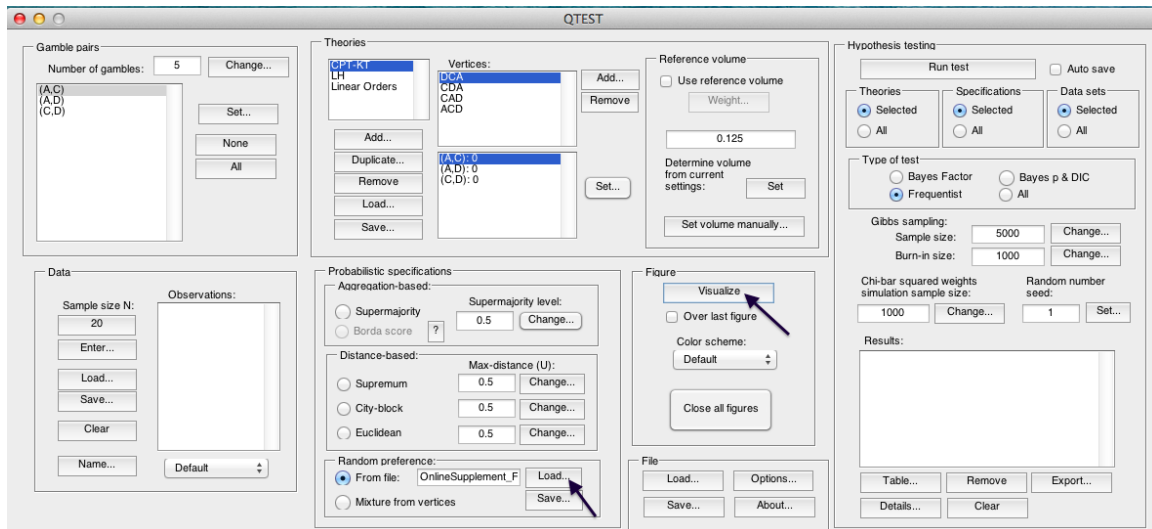 QTEST
Gamble pairs
Number of gambles:
5
Change...
(A,C)
(A,D)
(C,D)
Set...
None
All
Theories
CPT-KT
LH
Linear Orders
Add...
Duplicate...
Remove
Load...
Save...
Vertices:
DCA
CDA
CAD
ACD
Add...
Remove
(A,C): 0
(A,D): 0
(C,D): 0
Set...
Reference volume
Use reference volume
Weight...
0.125
Determine volume
from current
settings:
Set
Set volume manually...
Hypothesis testing
Run test
Auto save
Theories
Selected
All
Specifications
Selected
All
Data sets
Selected
All
Type of test
Bayes Factor
Bayes p & DIC
Frequentist
All
Gibbs sampling:
Sample size:
5000
Change...
Burn-in size:
1000
Change...
Chi-bar squared weights
simulation sample size:
1000
Change...
Random number
seed:
1
Set...
Results:
Table...
Remove
Export...
Details...
Clear
Data
Sample size N:
20
Enter...
Load...
Save...
Clear
Name...
Observations:
Default
Probabilistic specifications
Aggregation-based:
Supermajority
Borda score
?
Supermajority level:
0.5
Change...
Distance-based:
Max-distance (U):
Supremum
0.5
Change...
City-block
0.5
Change...
Euclidean
0.5
Change...
Random preference:
From file:
OnlineSupplement_F
Load...
Mixture from vertices
Save...
Figure
Visualize
Over last figure
Color scheme:
Default
Close all figures
File
Load...
Options...
Save...
About...